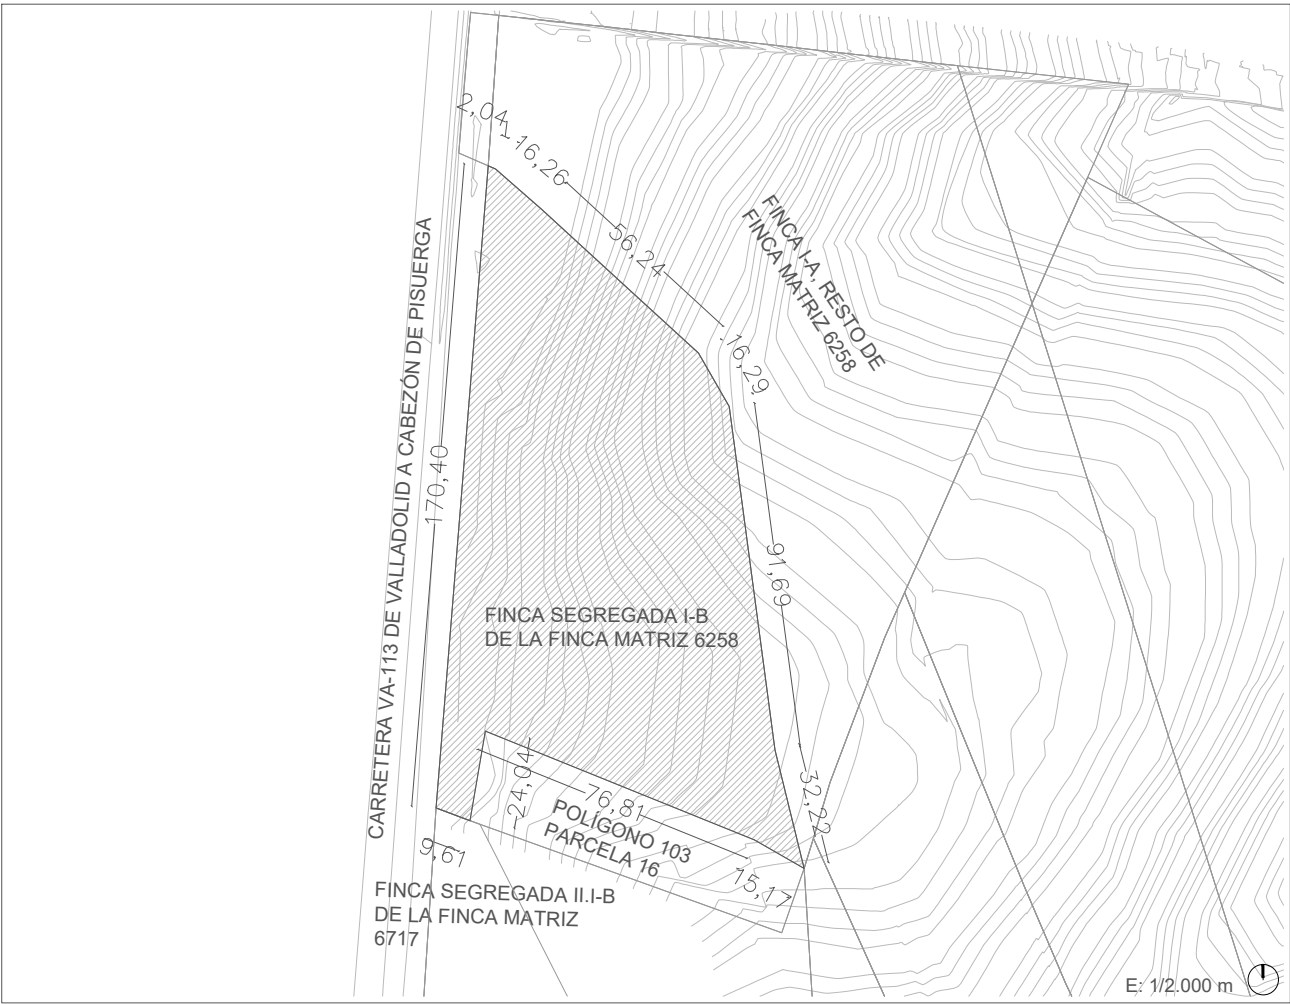 2,04
16,26
56,24
FINCA I-A, RESTO DE
FINCA MATRIZ 6258
16,29
CARRETERA VA-113 DE VALLADOLID A CABEZÓN DE PISUERGA
170,40
91,69
FINCA SEGREGADA I-B
DE LA FINCA MATRIZ 6258
24,04
76,81
32,22
POLÍGONO 103
PARCELA 16
9,61
15,17
FINCA SEGREGADA II.I-B
DE LA FINCA MATRIZ
6717
E: 1/2.000 m